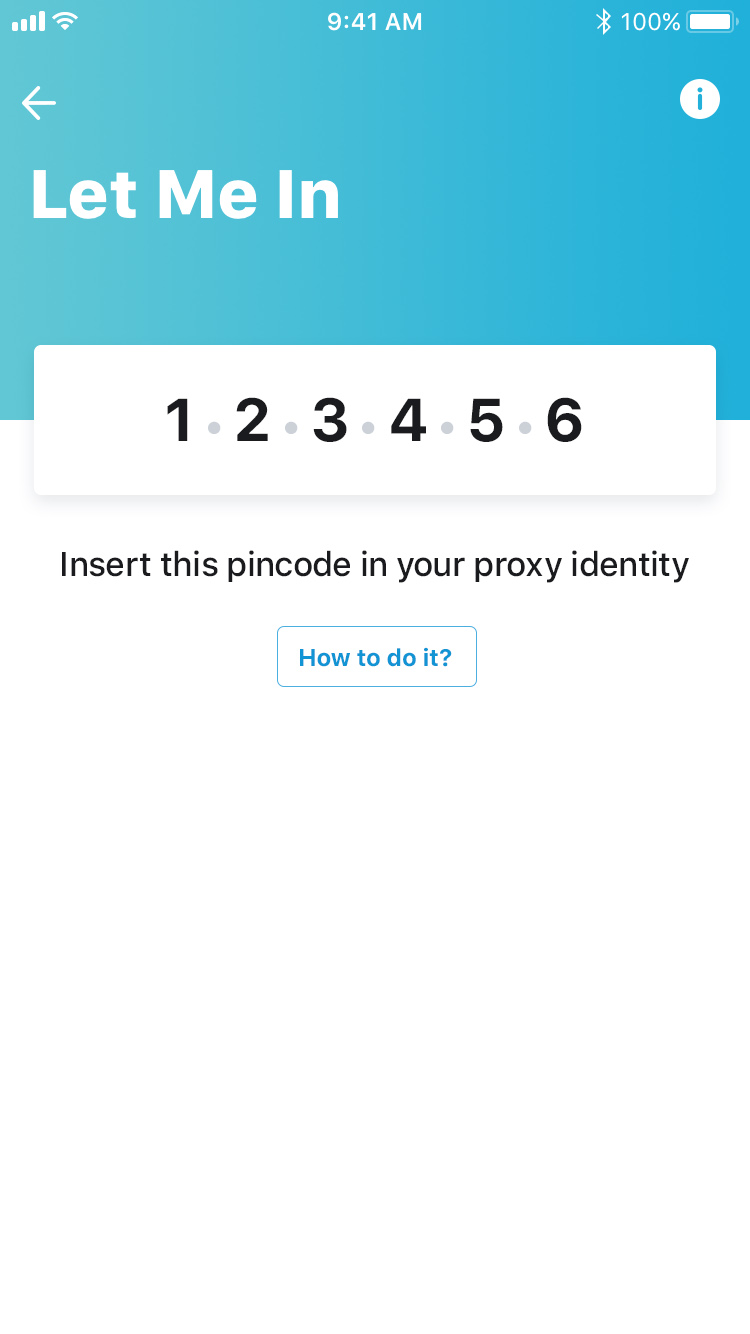 9:41 AM
100%
Let Me In
1 • 2 • 3 • 4 • 5 • 6
Insert this pincode in your proxy identity
How to do it?